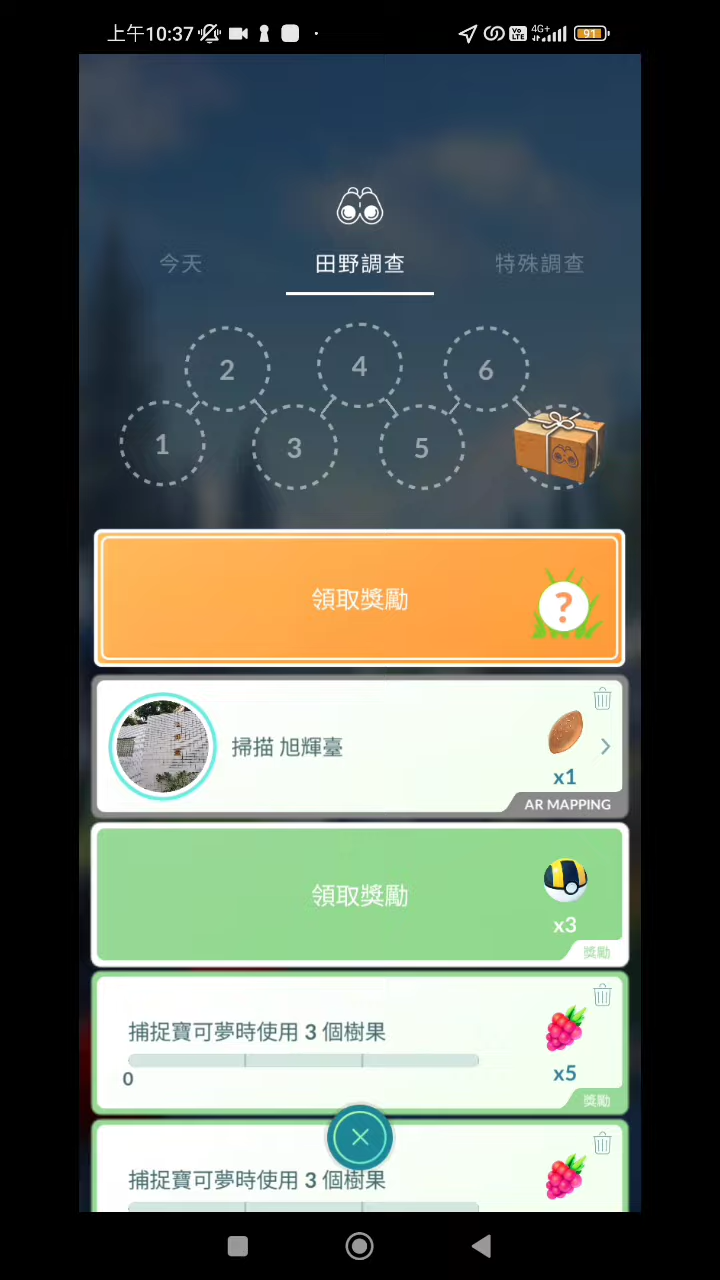 上午10:37
Vo LTE 4G+ 91
今天 田野調查 特殊調查
2 4 6
1 3 5
領取獎勵 ?
掃描 旭輝臺
x1
AR MAPPING
領取獎勵
x3
獎勵
捕捉寶可夢時使用 3 個樹果
x5
0
獎勵
捕捉寶可夢時使用 3 個樹果